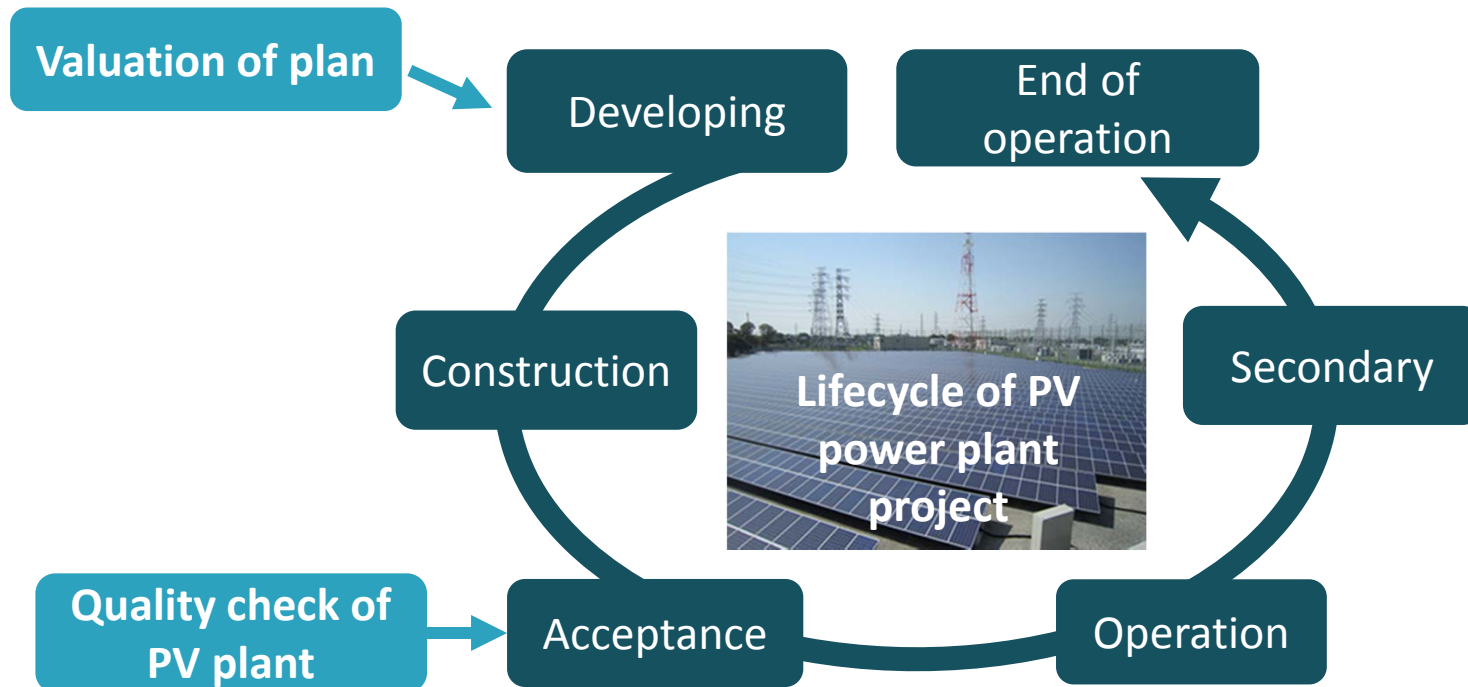 Valuation of plan
Developing
End of
operation
Construction
Lifecycle of PV
power plant
project
Secondary
Quality check of
PV plant
Acceptance
Operation